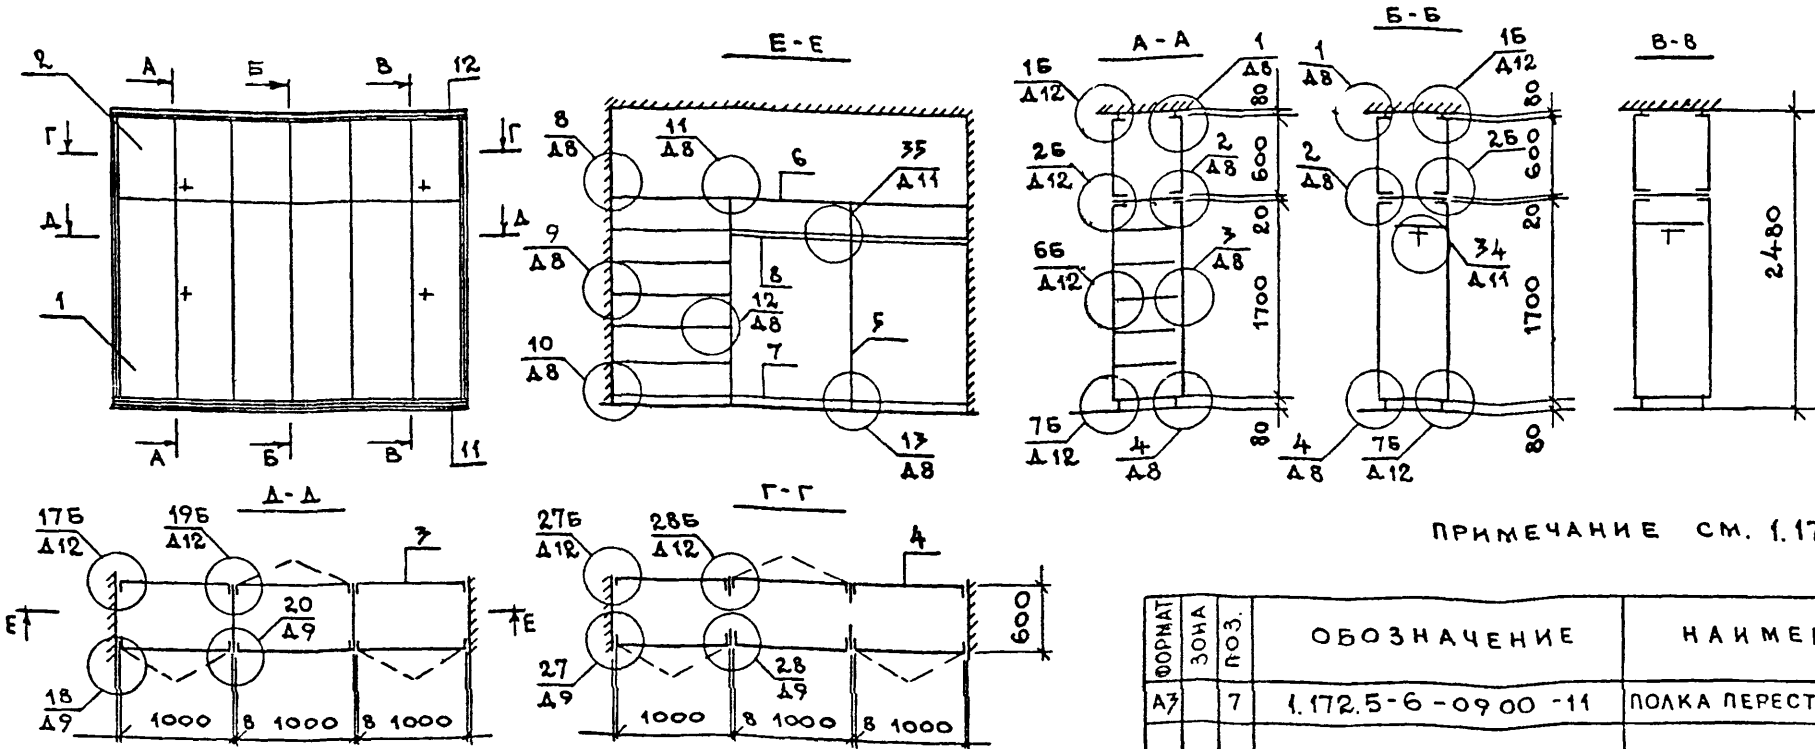 2
А
Б
В
12
Г
Г
Д
Д
1
А
Б
В
11
Е-Е
8
Д8
11
Д8
6
35
Д11
9
Д8
8
12
Д8
5
10
Д8
7
13
Д8
А-А
1Б
Д12
1
Д8
80
2Б
Д12
2
Д8
600
20
6Б
Д12
3
Д8
1700
7Б
Д12
4
Д8
80
Б-Б
1
Д8
1Б
Д12
80
2
Д8
2Б
600
20
34
Д11
1700
4
Д8
7Б
Д12
80
В-В
2480
Д-Д
17Б
Д12
19Б
Д12
3
Е
Е
20
Д9
18
Д9
1000
8
1000
8
1000
Г-Г
27Б
Д12
28Б
Д12
4
600
27
Д9
28
Д9
1000
8
1000
8
1000
ПРИМЕЧАНИЕ СМ. 1.17
ФОРМАТ
ЗОНА
ПОЗ.
ОБОЗНАЧЕНИЕ
НАИМЕ
А3 7 1.172.5-6-0900-11 ПОЛКА ПЕРЕСТ